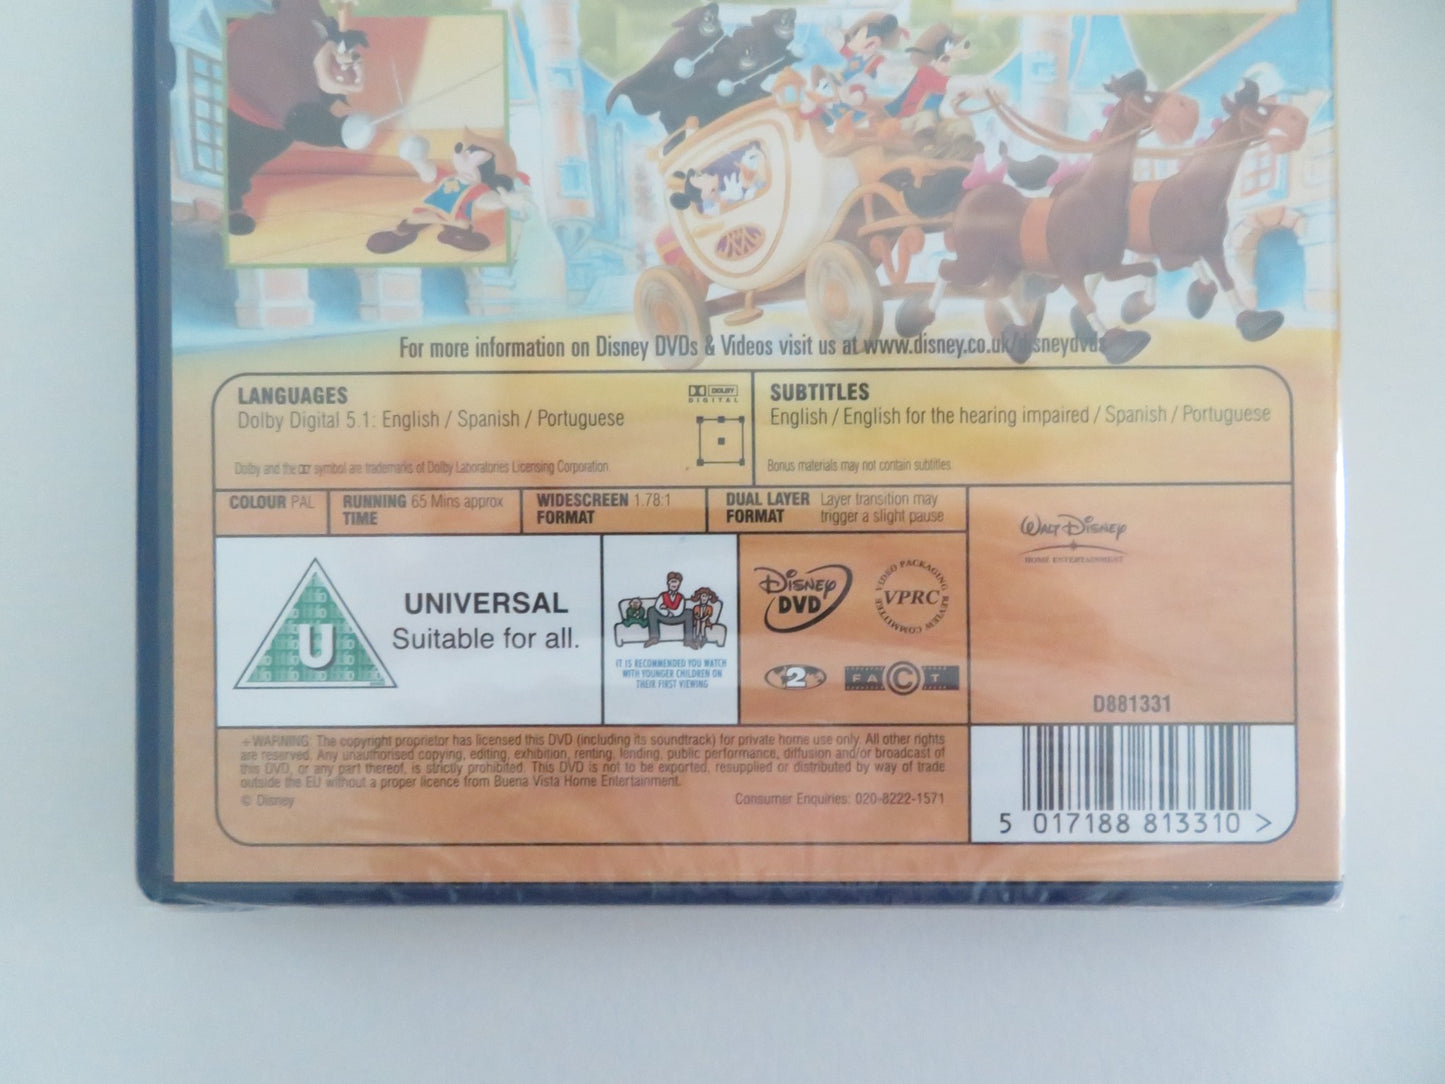 For more information on Disney DVDs & Videos visit us at www.disney.co.uk/disneydvds
LANGUAGES
Dolby Digital 5.1: English / Spanish / Portuguese
DOLBY
DIGITAL
Dolby and the symbol are trademarks of Dolby Laboratories Licensing Corporation.
SUBTITLES
English / English for the hearing impaired / Spanish / Portuguese
Bonus materials may not contain subtitles.
COLOUR PAL
RUNNING 65 Mins approx
TIME
WIDESCREEN 1.78:1
FORMAT
DUAL LAYER Layer transition may
FORMAT trigger a slight pause
U
UNIVERSAL
Suitable for all.
IT IS RECOMMENDED YOU WATCH
WITH YOUNGER CHILDREN ON
THEIR FIRST VIEWING
DISNEY
DVD
VIDEO PACKAGING
REVIEW COMMITTEE
VPRC
2
FACT
WALT DISNEY
HOME ENTERTAINMENT
D881331
+WARNING: The copyright proprietor has licensed this DVD (including its soundtrack) for private home use only. All other rights
are reserved. Any unauthorised copying, editing, exhibition, renting, lending, public performance, diffusion and/or broadcast of
this DVD, or any part thereof, is strictly prohibited. This DVD is not to be exported, resupplied or distributed by way of trade
outside the EU without a proper licence from Buena Vista Home Entertainment.
© Disney
Consumer Enquiries: 020-8222-1571
5 017188 813310 >